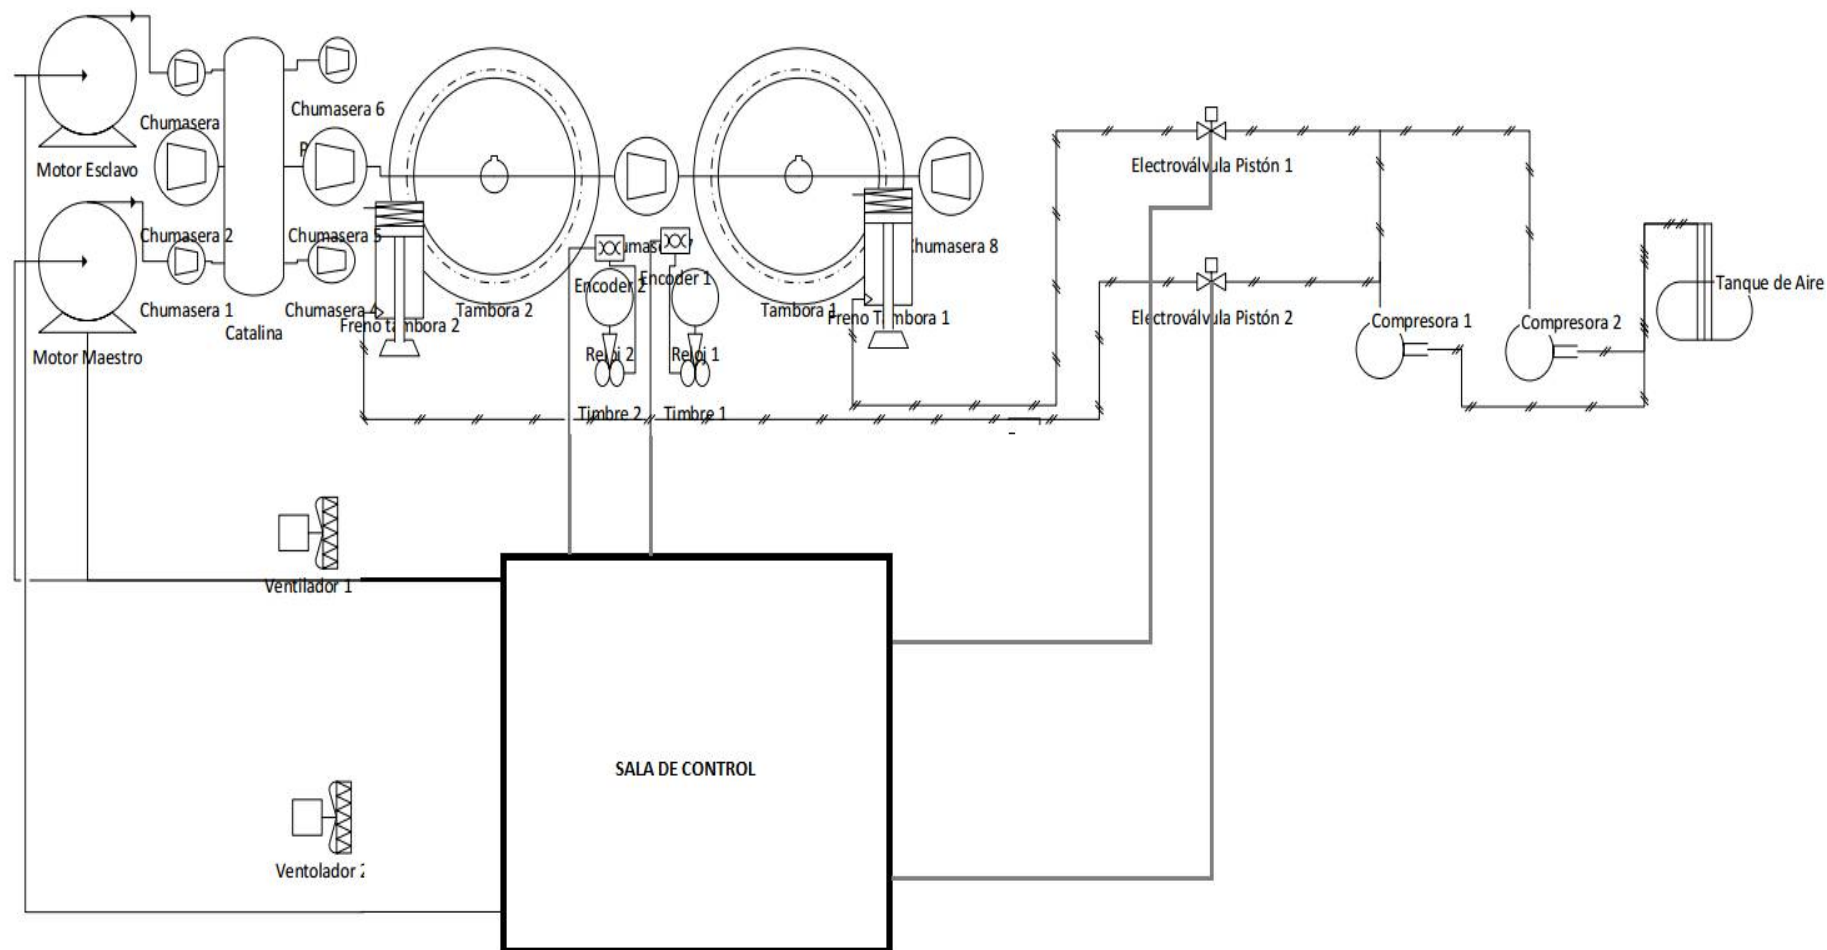 Chumasera 6
Chumasera
Motor Esclavo
Electroválvula Pistón 1
Chumasera 2
Chumasera 5
Chumasera 8
Encoder 2
Encoder 1
Tanque de Aire
Chumasera 1
Chumasera 4
Tambora 2
Tambora 1
Freno tambora 2
Freno Tambora 1
Electroválvula Pistón 2
Compresora 1
Compresora 2
Catalina
Motor Maestro
Reloj 2
Reloj 1
Timbre 2
Timbre 1
Ventilador 1
SALA DE CONTROL
Ventolador 2